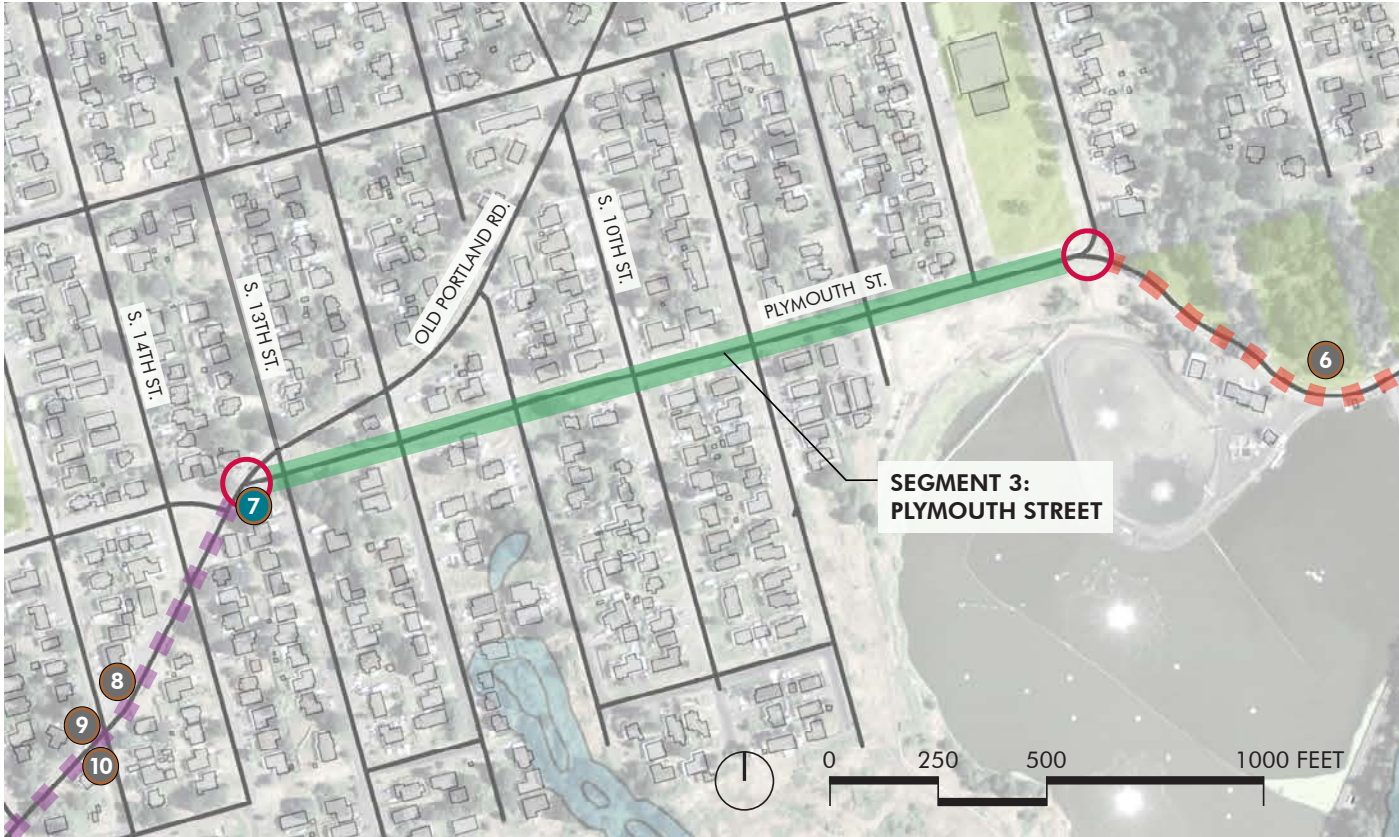 S. 10TH ST.
OLD PORTLAND RD.
S. 13TH ST.
S. 14TH ST.
PLYMOUTH ST.
6
SEGMENT 3:
PLYMOUTH STREET
7
8
9
10
0 250 500 1000 FEET